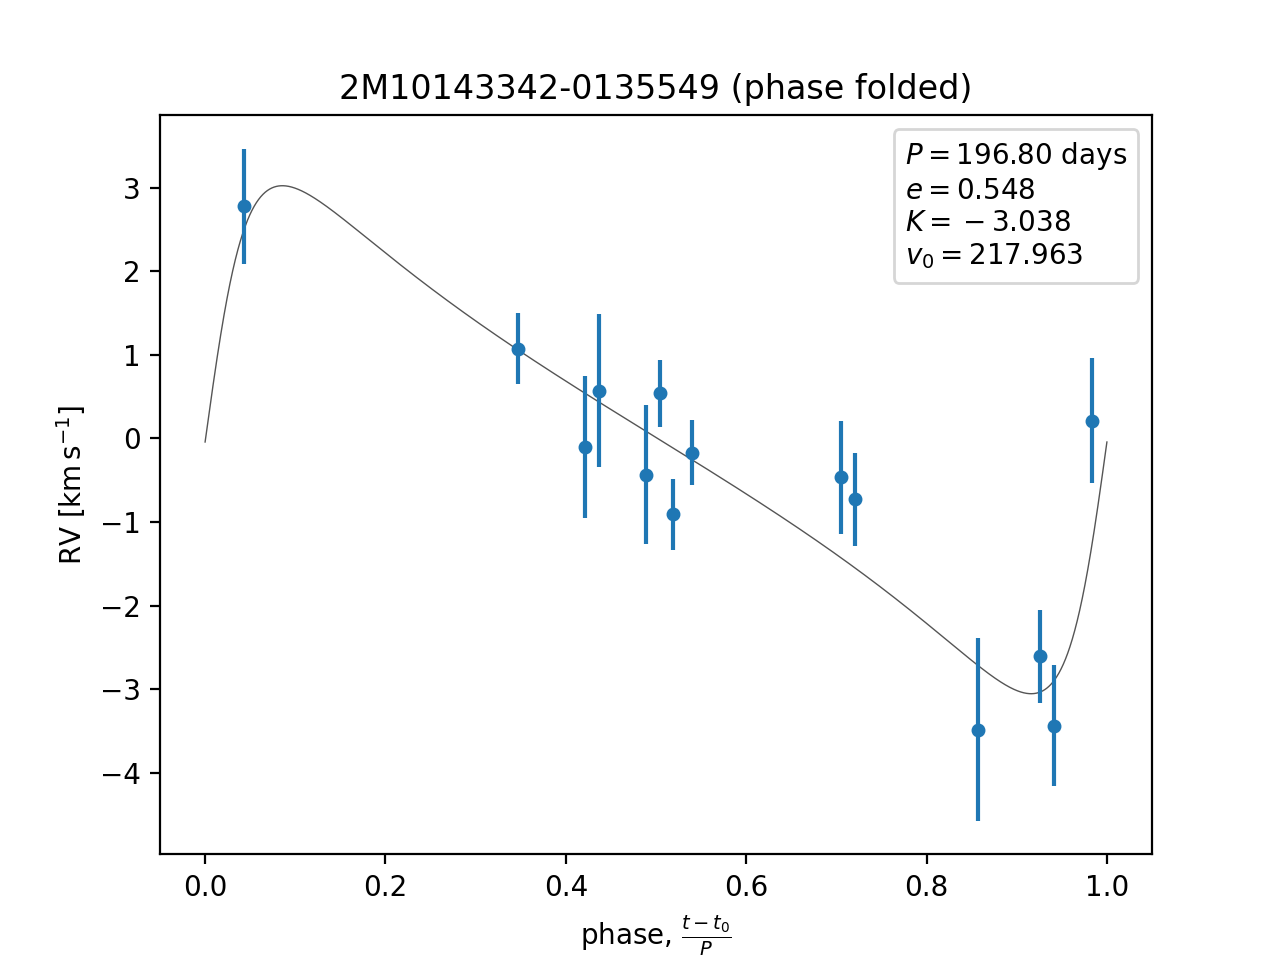 2M10143342-0135549 (phase folded)
P = 196.80 days
e = 0.548
K = −3.038
v₀ = 217.963
RV [km s⁻¹]
3
2
1
0
−1
−2
−3
−4
0.0 0.2 0.4 0.6 0.8 1.0
phase, (t − t₀)/P